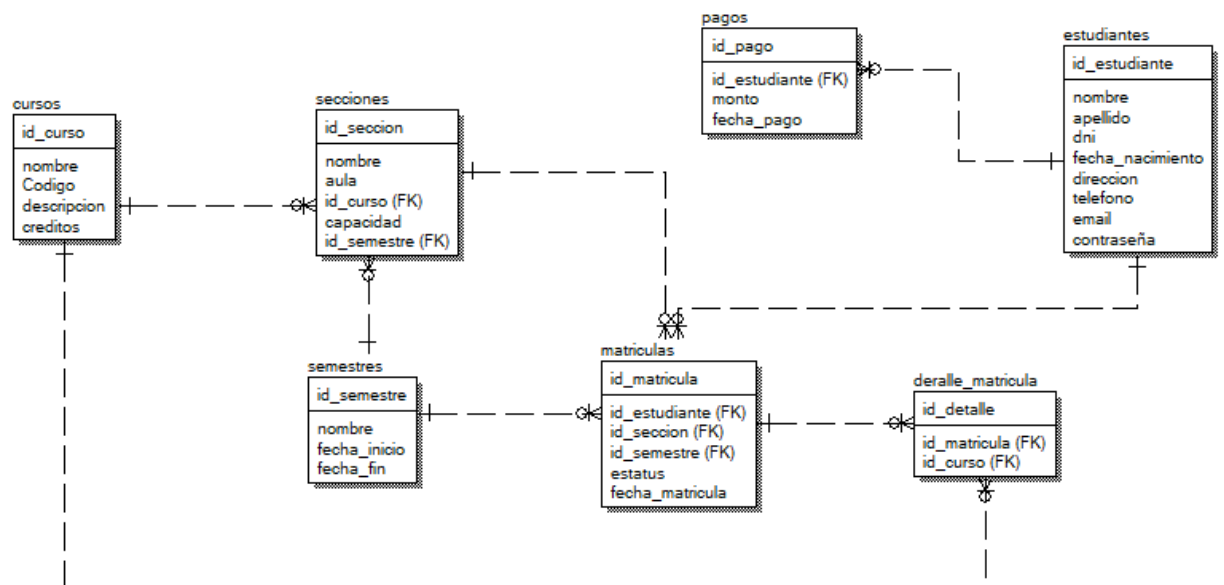 pagos
id_pago
id_estudiante (FK)
monto
fecha_pago
estudiantes
id_estudiante
nombre
apellido
dni
fecha_nacimiento
direccion
telefono
email
contraseña
cursos
id_curso
nombre
Codigo
descripcion
creditos
secciones
id_seccion
nombre
aula
id_curso (FK)
capacidad
id_semestre (FK)
semestres
id_semestre
nombre
fecha_inicio
fecha_fin
matriculas
id_matricula
id_estudiante (FK)
id_seccion (FK)
id_semestre (FK)
estatus
fecha_matricula
deralle_matricula
id_detalle
id_matricula (FK)
id_curso (FK)